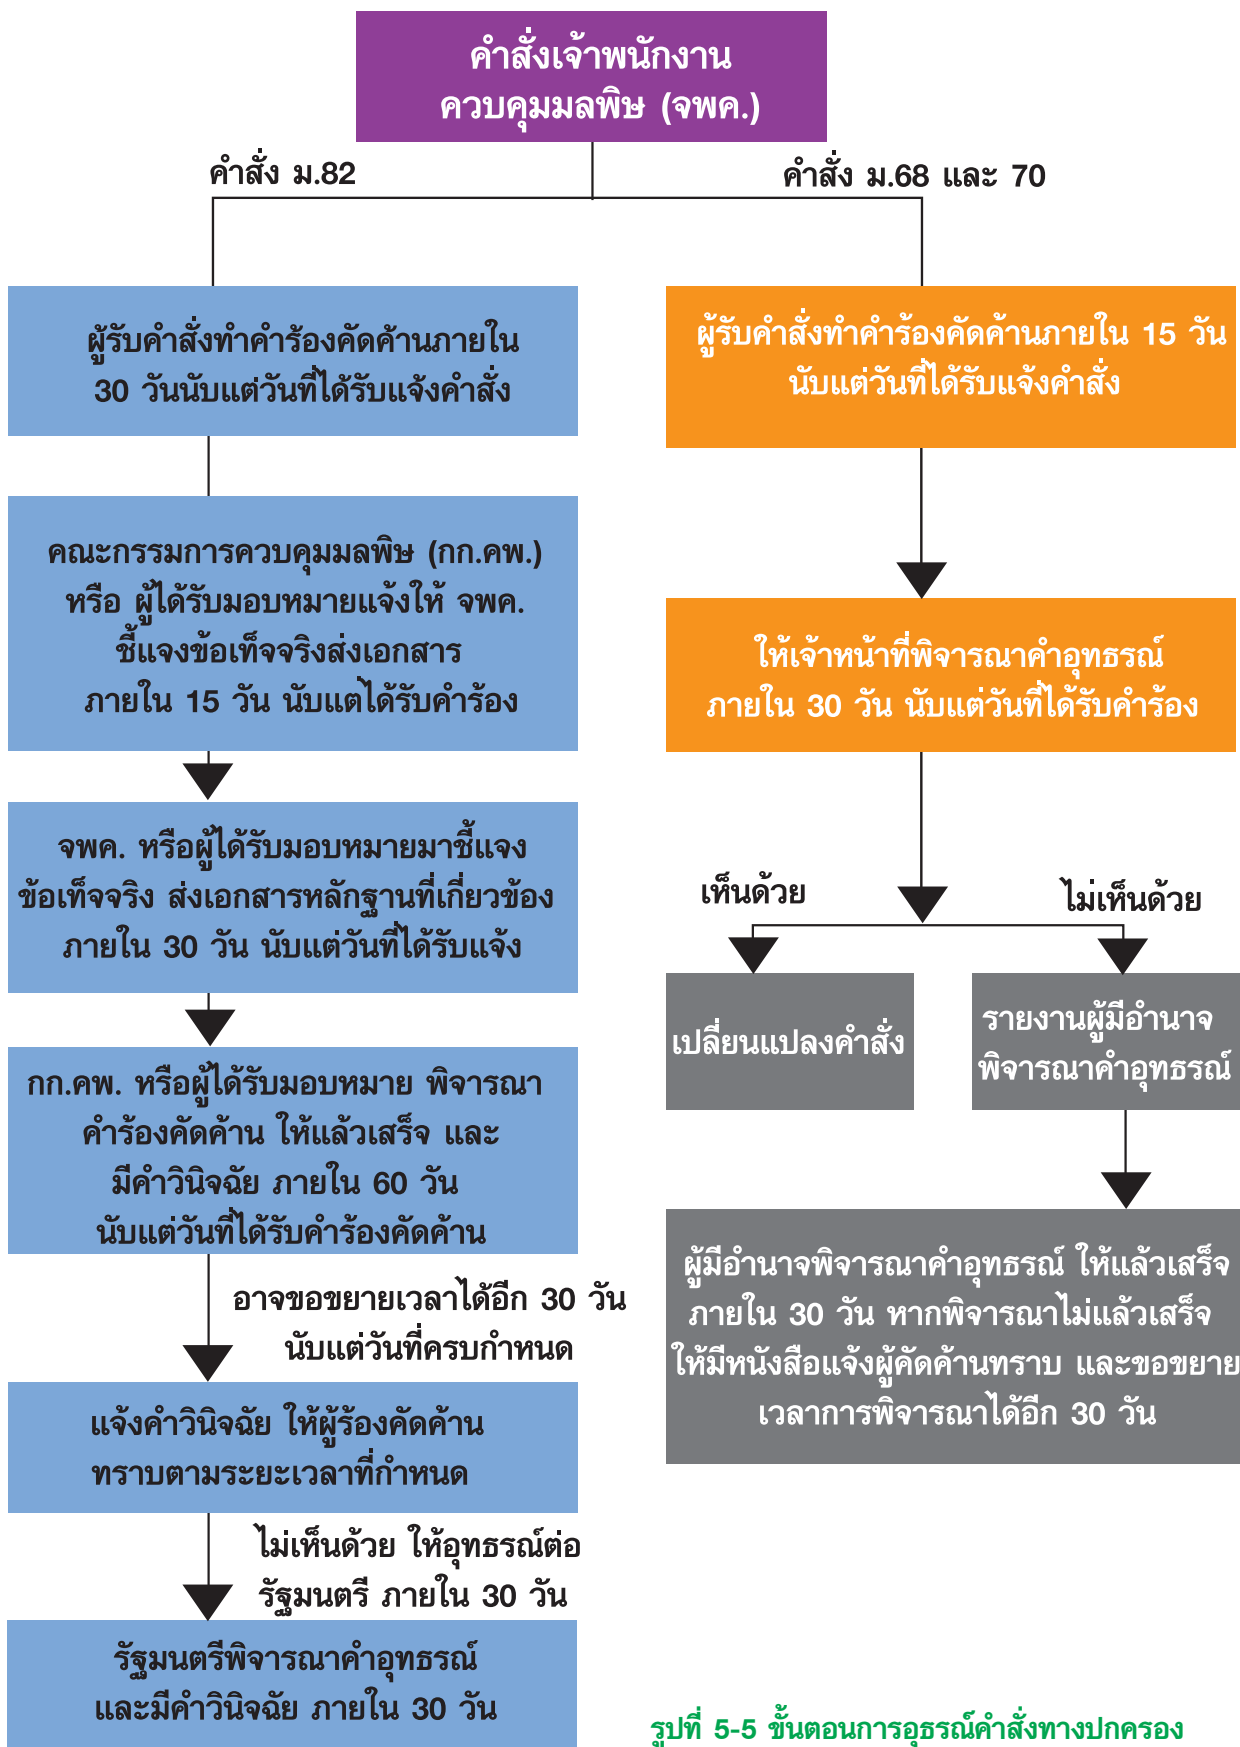 คำสั่งเจ้าพนักงาน
ควบคุมมลพิษ (จพค.)
คำสั่ง ม.82
คำสั่ง ม.68 และ 70
ผู้รับคำสั่งทำคำร้องคัดค้านภายใน
30 วันนับแต่วันที่ได้รับแจ้งคำสั่ง
คณะกรรมการควบคุมมลพิษ (กก.คพ.)
หรือ ผู้ได้รับมอบหมายแจ้งให้ จพค.
ชี้แจงข้อเท็จจริงส่งเอกสาร
ภายใน 15 วัน นับแต่ได้รับคำร้อง
จพค. หรือผู้ได้รับมอบหมายมาชี้แจง
ข้อเท็จจริง ส่งเอกสารหลักฐานที่เกี่ยวข้อง
ภายใน 30 วัน นับแต่วันที่ได้รับแจ้ง
กก.คพ. หรือผู้ได้รับมอบหมาย พิจารณา
คำร้องคัดค้าน ให้แล้วเสร็จ และ
มีคำวินิจฉัย ภายใน 60 วัน
นับแต่วันที่ได้รับคำร้องคัดค้าน
อาจขอขยายเวลาได้อีก 30 วัน
นับแต่วันที่ครบกำหนด
แจ้งคำวินิจฉัย ให้ผู้ร้องคัดค้าน
ทราบตามระยะเวลาที่กำหนด
ไม่เห็นด้วย ให้อุทธรณ์ต่อ
รัฐมนตรี ภายใน 30 วัน
รัฐมนตรีพิจารณาคำอุทธรณ์
และมีคำวินิจฉัย ภายใน 30 วัน
ผู้รับคำสั่งทำคำร้องคัดค้านภายใน 15 วัน
นับแต่วันที่ได้รับแจ้งคำสั่ง
ให้เจ้าหน้าที่พิจารณาคำอุทธรณ์
ภายใน 30 วัน นับแต่วันที่ได้รับคำร้อง
เห็นด้วย
ไม่เห็นด้วย
เปลี่ยนแปลงคำสั่ง
รายงานผู้มีอำนาจ
พิจารณาคำอุทธรณ์
ผู้มีอำนาจพิจารณาคำอุทธรณ์ ให้แล้วเสร็จ
ภายใน 30 วัน หากพิจารณาไม่แล้วเสร็จ
ให้มีหนังสือแจ้งผู้คัดค้านทราบ และขอขยาย
เวลาการพิจารณาได้อีก 30 วัน
รูปที่ 5-5 ขั้นตอนการอุธรณ์คำสั่งทางปกครอง